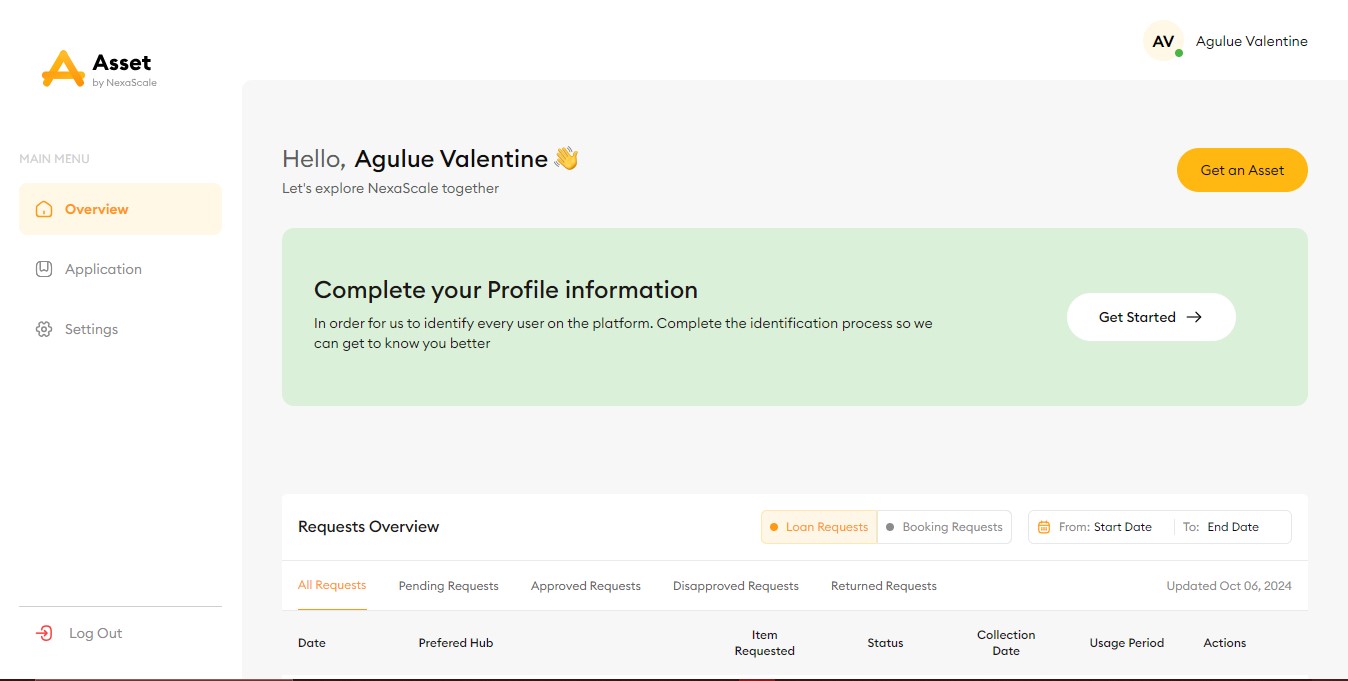 AV
Agulue Valentine
Asset
by NexaScale
MAIN MENU
Overview
Application
Settings
Log Out
Hello, Agulue Valentine 👋
Let's explore NexaScale together
Get an Asset
Complete your Profile information
In order for us to identify every user on the platform. Complete the identification process so we
can get to know you better
Get Started →
Requests Overview
Loan Requests
Booking Requests
From: Start Date
To: End Date
All Requests
Pending Requests
Approved Requests
Disapproved Requests
Returned Requests
Updated Oct 06, 2024
Date
Prefered Hub
Item
Requested
Status
Collection
Date
Usage Period
Actions